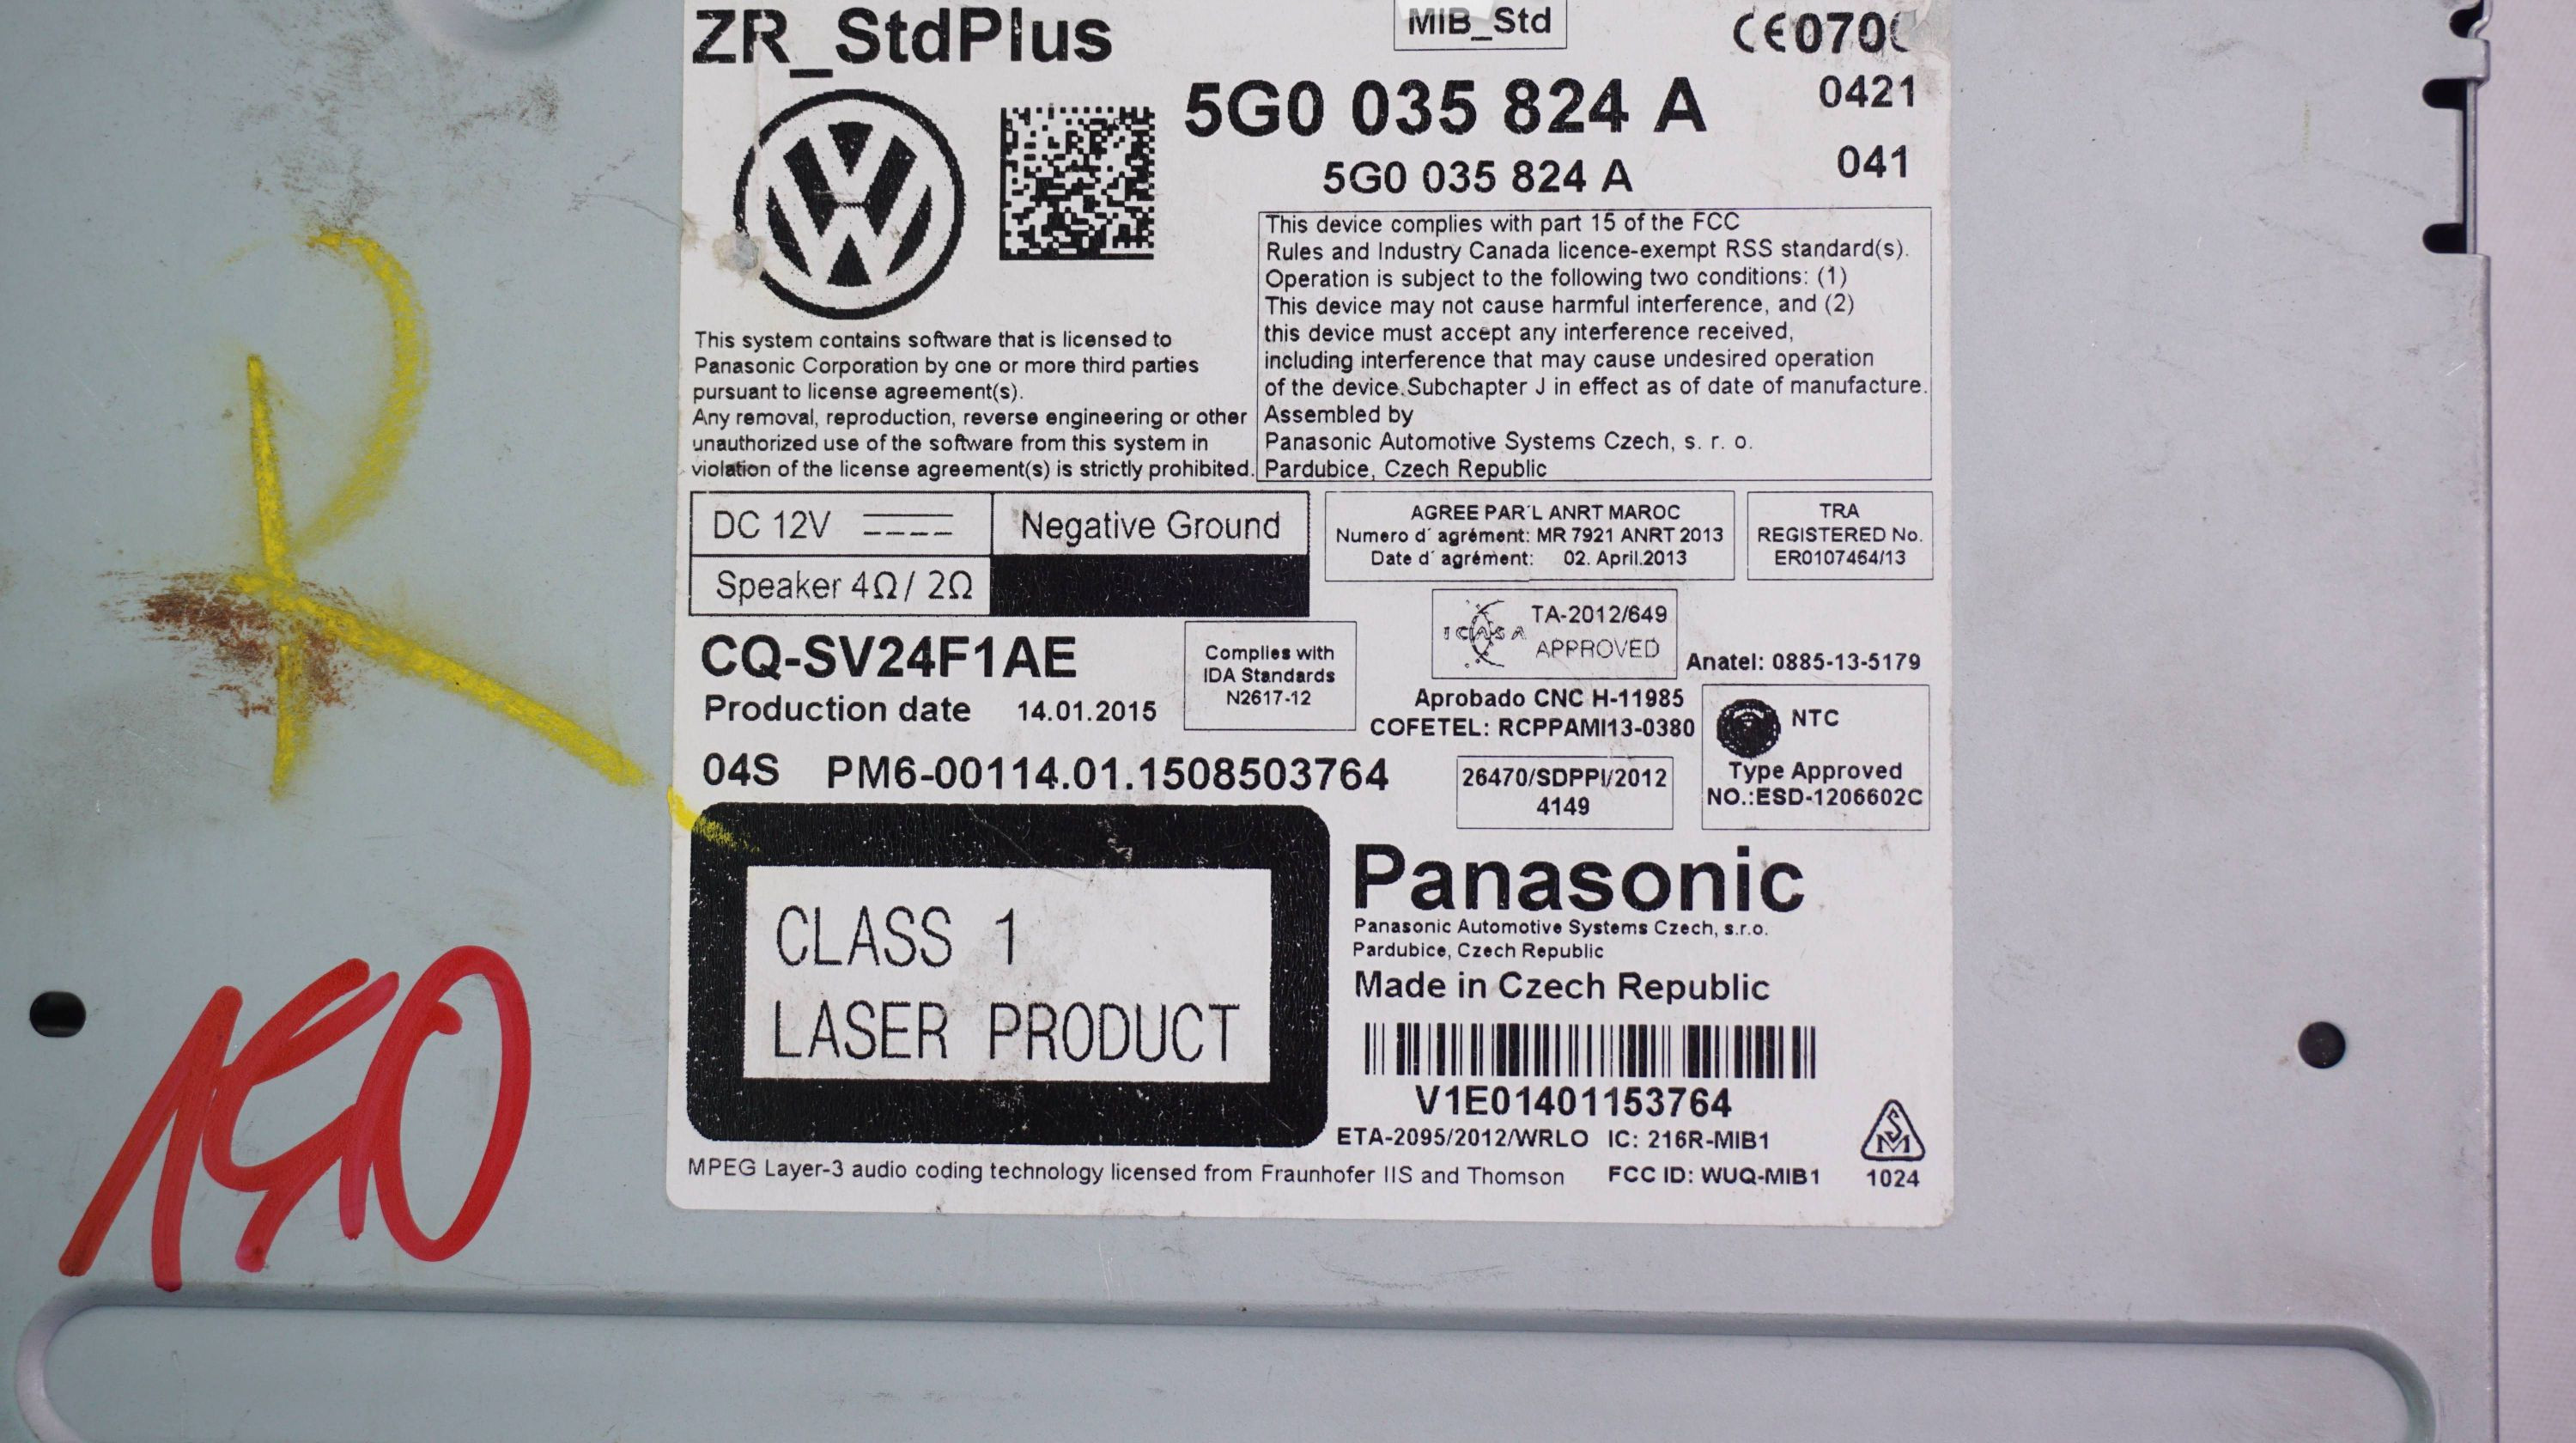 ZR_StdPlus
MIB_Std
CE070
0421
5G0 035 824 A
041
5G0 035 824 A
This device complies with part 15 of the FCC
Rules and Industry Canada licence-exempt RSS standard(s).
Operation is subject to the following two conditions: (1)
This device may not cause harmful interference, and (2)
this device must accept any interference received,
including interference that may cause undesired operation
of the device.Subchapter J in effect as of date of manufacture.
Assembled by
Panasonic Automotive Systems Czech, s. r. o.
Pardubice, Czech Republic
This system contains software that is licensed to
Panasonic Corporation by one or more third parties
pursuant to license agreement(s).
Any removal, reproduction, reverse engineering or other
unauthorized use of the software from this system in
violation of the license agreement(s) is strictly prohibited.
DC 12V
Negative Ground
Speaker 4Ω/ 2Ω
AGREE PAR´L ANRT MAROC
Numero d´ agrément: MR 7921 ANRT 2013
Date d´ agrément: 02. April.2013
TRA
REGISTERED No.
ER0107464/13
ICASA
TA-2012/649
APPROVED
Anatel: 0885-13-5179
CQ-SV24F1AE
Production date 14.01.2015
Complies with
IDA Standards
N2617-12
Aprobado CNC H-11985
COFETEL: RCPPAMI13-0380
NTC
Type Approved
NO.:ESD-1206602C
04S PM6-00114.01.1508503764
26470/SDPPI/2012
4149
CLASS 1
LASER PRODUCT
Panasonic
Panasonic Automotive Systems Czech, s.r.o.
Pardubice, Czech Republic
Made in Czech Republic
V1E01401153764
ETA-2095/2012/WRLO IC: 216R-MIB1
MPEG Layer-3 audio coding technology licensed from Fraunhofer IIS and Thomson
FCC ID: WUQ-MIB1
1024
R
150